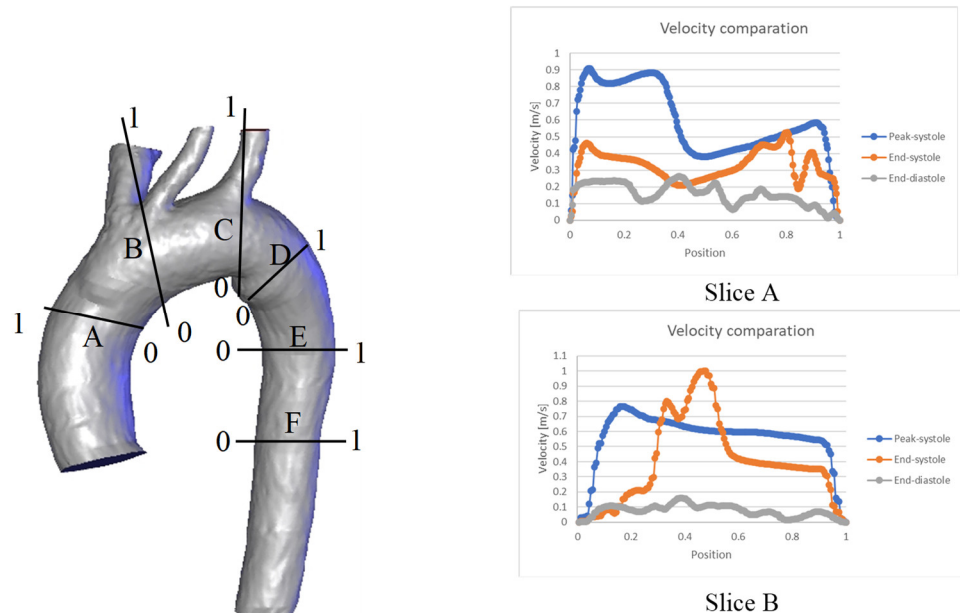 1
1
B
C
D
1
0
0
1
A
0
0
0
E
1
0
F
1
Velocity comparation
Velocity [m/s]
1
0.9
0.8
0.7
0.6
0.5
0.4
0.3
0.2
0.1
0
0 0.2 0.4 0.6 0.8 1
Position
Peak-systole
End-systole
End-diastole
Slice A
Velocity comparation
Velocity [m/s]
1.1
1
0.9
0.8
0.7
0.6
0.5
0.4
0.3
0.2
0.1
0
0 0.2 0.4 0.6 0.8 1
Position
Peak-systole
End-systole
End-diastole
Slice B